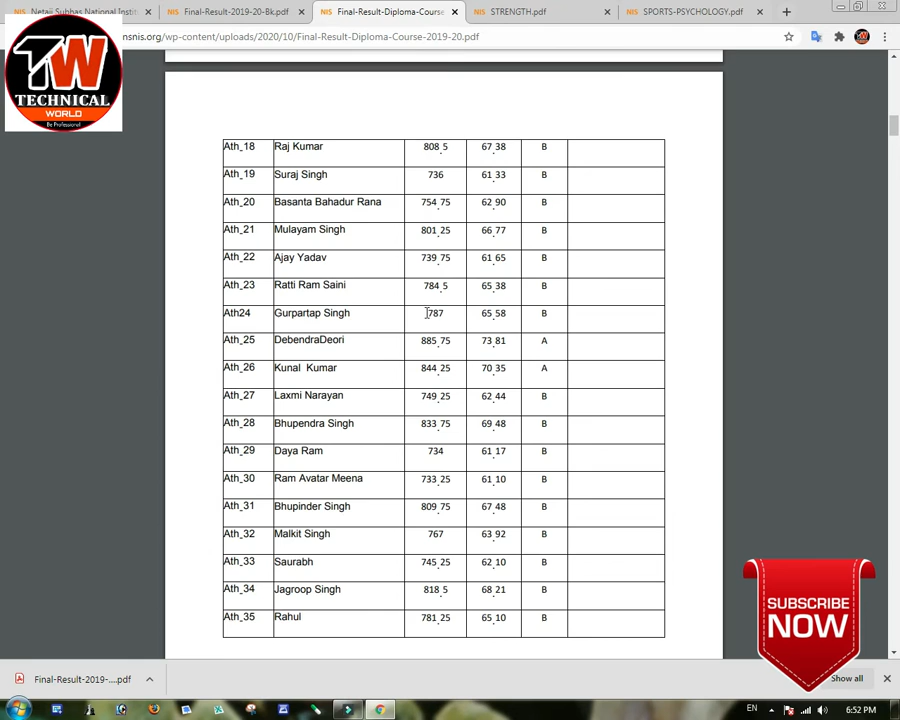 NIS Netaji Subhas National Instit
NIS Final-Result-2019-20-Bk.pdf
NIS Final-Result-Diploma-Course
NIS STRENGTH.pdf
NIS SPORTS-PSYCHOLOGY.pdf
nsnis.org/wp-content/uploads/2020/10/Final-Result-Diploma-Course-2019-20.pdf
TW
TECHNICAL
WORLD
Be Professional
Ath_18 Raj Kumar 808.5 67.38 B
Ath_19 Suraj Singh 736 61.33 B
Ath_20 Basanta Bahadur Rana 754.75 62.90 B
Ath_21 Mulayam Singh 801.25 66.77 B
Ath_22 Ajay Yadav 739.75 61.65 B
Ath_23 Ratti Ram Saini 784.5 65.38 B
Ath24 Gurpartap Singh 787 65.58 B
Ath_25 DebendraDeori 885.75 73.81 A
Ath_26 Kunal Kumar 844.25 70.35 A
Ath_27 Laxmi Narayan 749.25 62.44 B
Ath_28 Bhupendra Singh 833.75 69.48 B
Ath_29 Daya Ram 734 61.17 B
Ath_30 Ram Avatar Meena 733.25 61.10 B
Ath_31 Bhupinder Singh 809.75 67.48 B
Ath_32 Malkit Singh 767 63.92 B
Ath_33 Saurabh 745.25 62.10 B
Ath_34 Jagroop Singh 818.5 68.21 B
Ath_35 Rahul 781.25 65.10 B
SUBSCRIBE
NOW
Final-Result-2019-....pdf
Show all
EN
6:52 PM